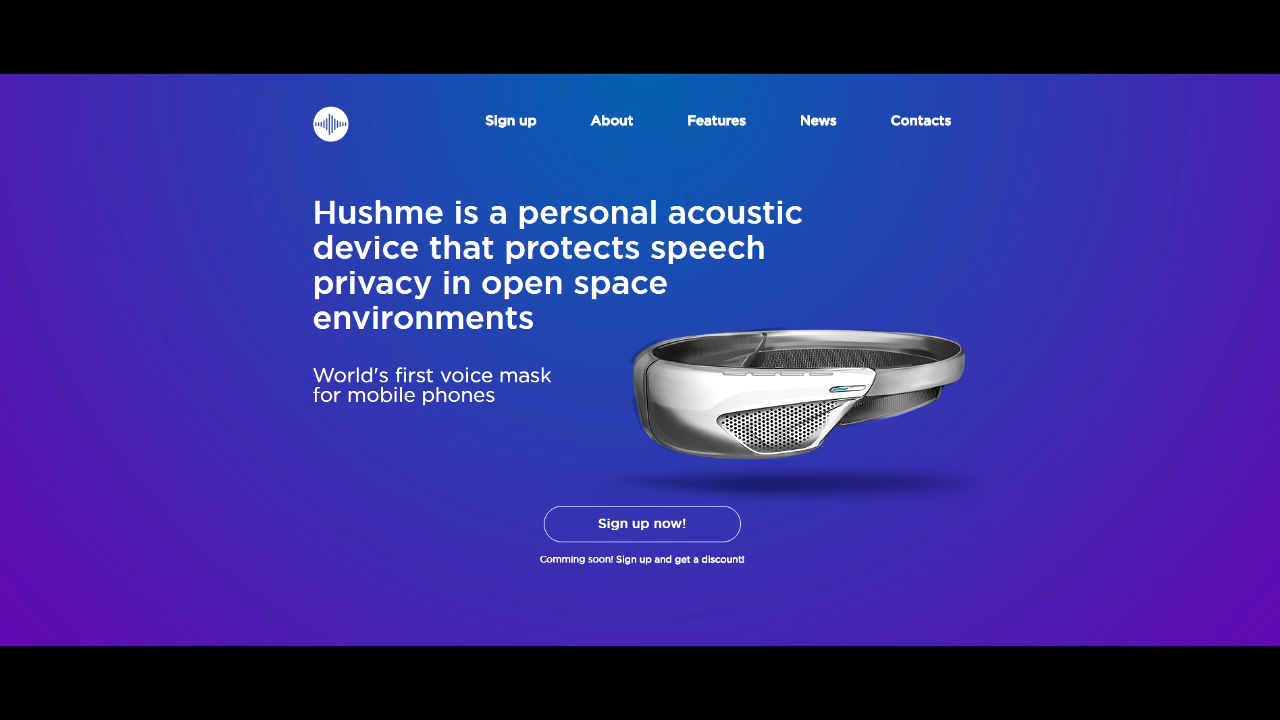 Sign up About Features News Contacts
Hushme is a personal acoustic
device that protects speech
privacy in open space
environments
World's first voice mask
for mobile phones
Sign up now!
Comming soon! Sign up and get a discount!